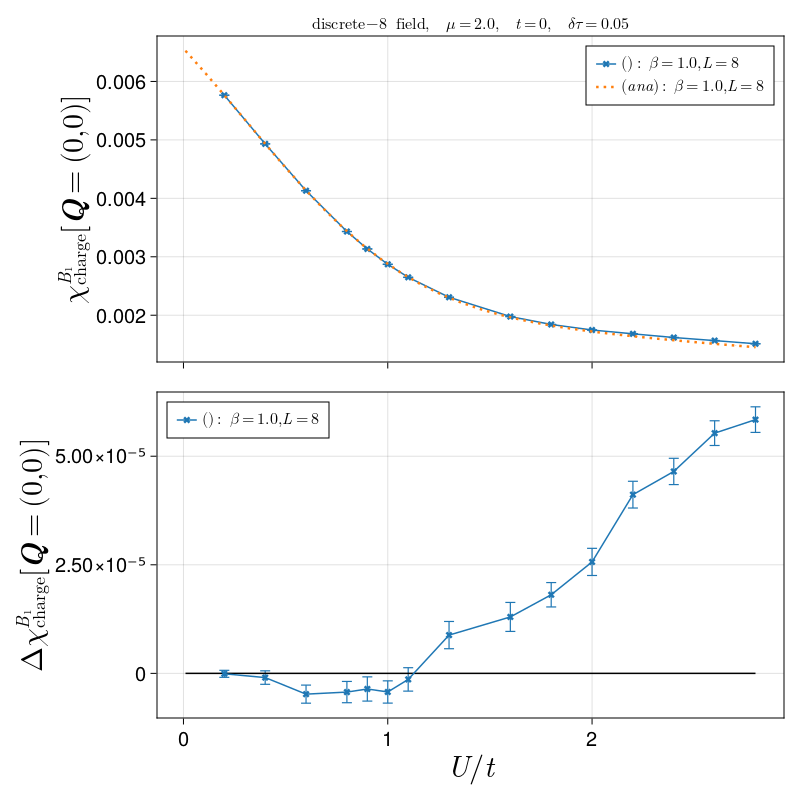 discrete−8 field, μ = 2.0, t = 0, δτ = 0.05
χ^{B₁}_{charge}[Q = (0,0)]
0.006
0.005
0.004
0.003
0.002
() : β = 1.0, L = 8
(ana) : β = 1.0, L = 8
Δχ^{B₁}_{charge}[Q = (0,0)]
5.00×10⁻⁵
2.50×10⁻⁵
0
() : β = 1.0, L = 8
0 1 2
U/t